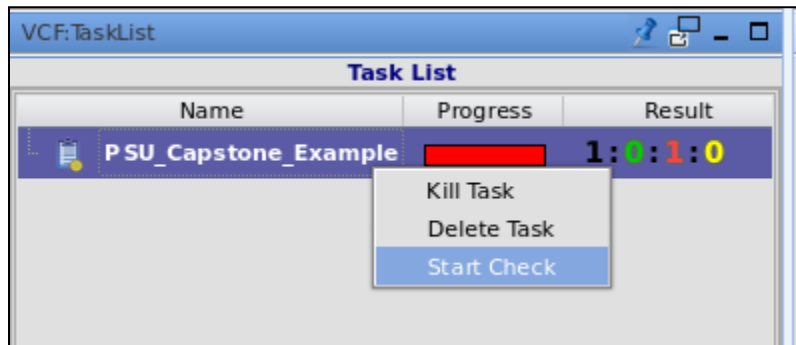 VCF:TaskList
Task List
Name Progress Result
PSU_Capstone_Example 1:0:1:0
Kill Task
Delete Task
Start Check